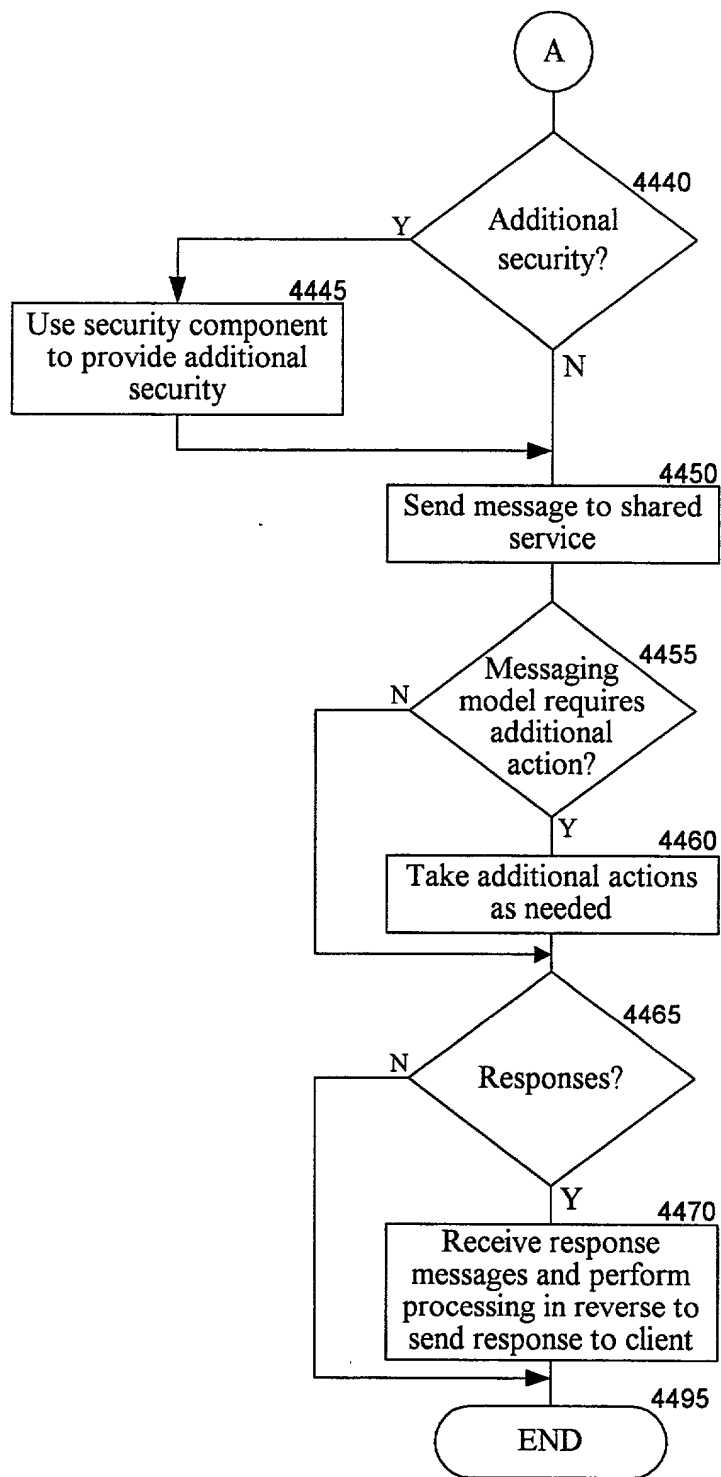 A
4440
Additional
security?
Y
N
4445
Use security component
to provide additional
security
4450
Send message to shared
service
4455
Messaging
model requires
additional
action?
N
Y
4460
Take additional actions
as needed
4465
Responses?
N
Y
4470
Receive response
messages and perform
processing in reverse to
send response to client
4495
END